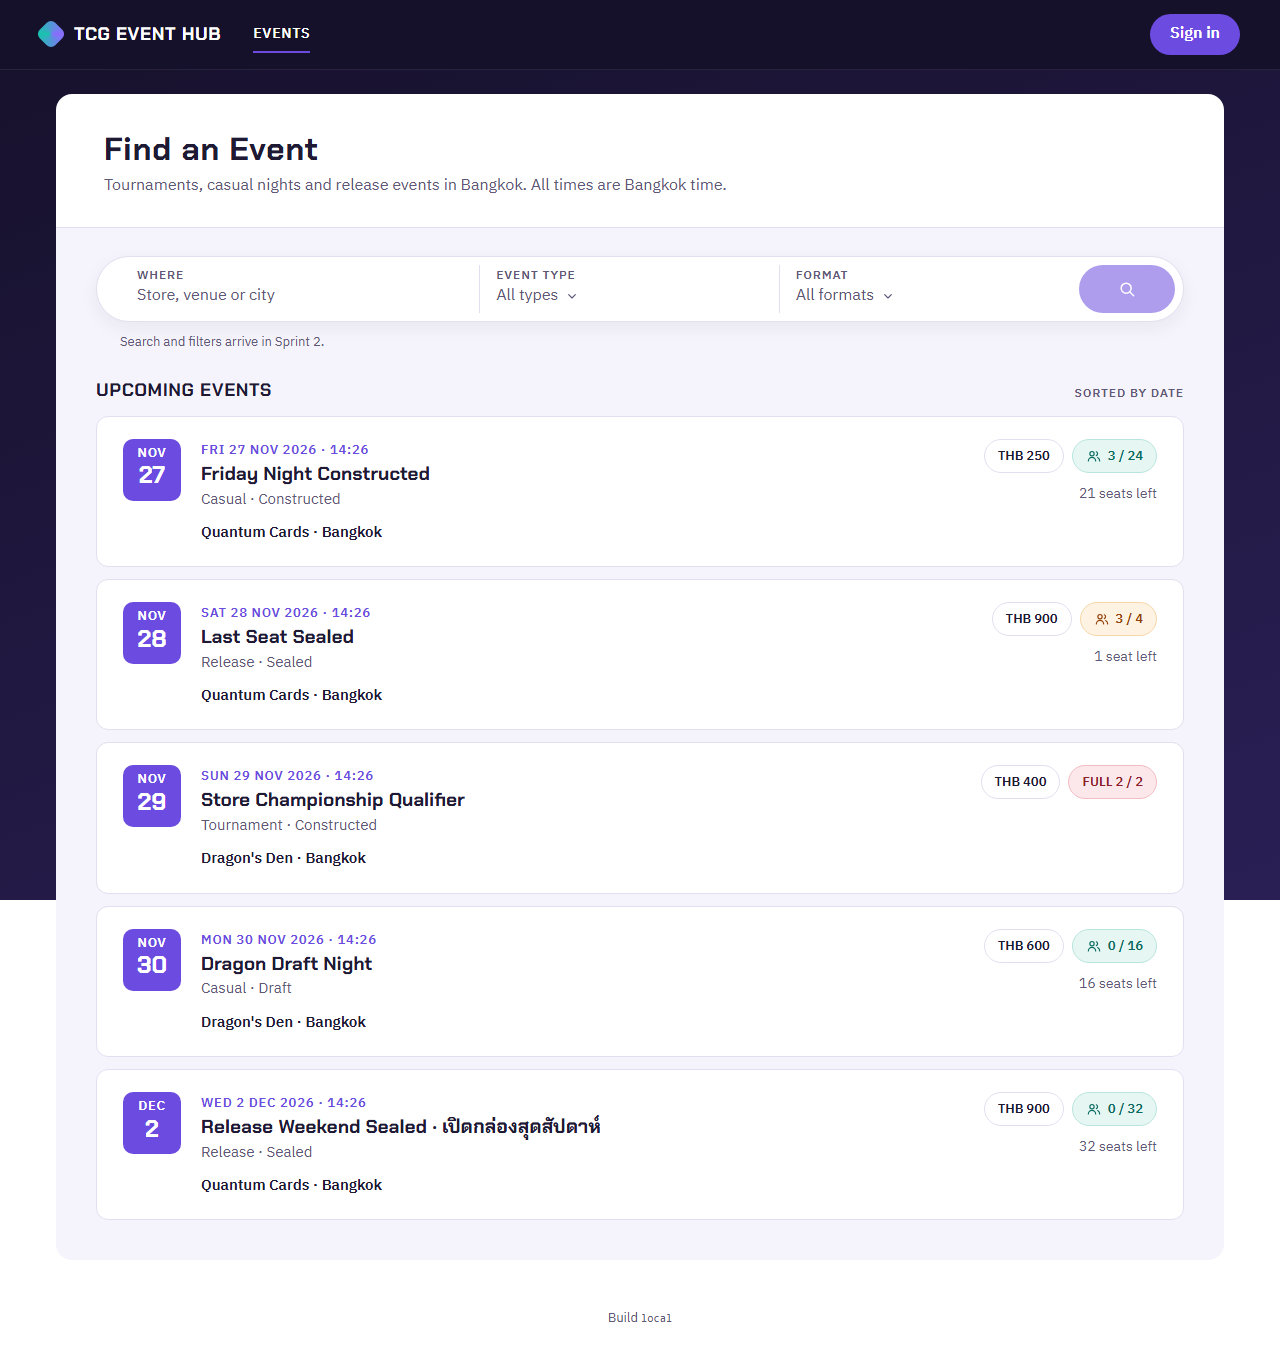 TCG EVENT HUB
EVENTS
Sign in
Find an Event
Tournaments, casual nights and release events in Bangkok. All times are Bangkok time.
WHERE
Store, venue or city
EVENT TYPE
All types
FORMAT
All formats
Search and filters arrive in Sprint 2.
UPCOMING EVENTS
SORTED BY DATE
NOV
27
FRI 27 NOV 2026 · 14:26
Friday Night Constructed
Casual · Constructed
Quantum Cards · Bangkok
THB 250
3 / 24
21 seats left
NOV
28
SAT 28 NOV 2026 · 14:26
Last Seat Sealed
Release · Sealed
Quantum Cards · Bangkok
THB 900
3 / 4
1 seat left
NOV
29
SUN 29 NOV 2026 · 14:26
Store Championship Qualifier
Tournament · Constructed
Dragon's Den · Bangkok
THB 400
FULL 2 / 2
NOV
30
MON 30 NOV 2026 · 14:26
Dragon Draft Night
Casual · Draft
Dragon's Den · Bangkok
THB 600
0 / 16
16 seats left
DEC
2
WED 2 DEC 2026 · 14:26
Release Weekend Sealed · เปิดกล่องสุดสัปดาห์
Release · Sealed
Quantum Cards · Bangkok
THB 900
0 / 32
32 seats left
Build local